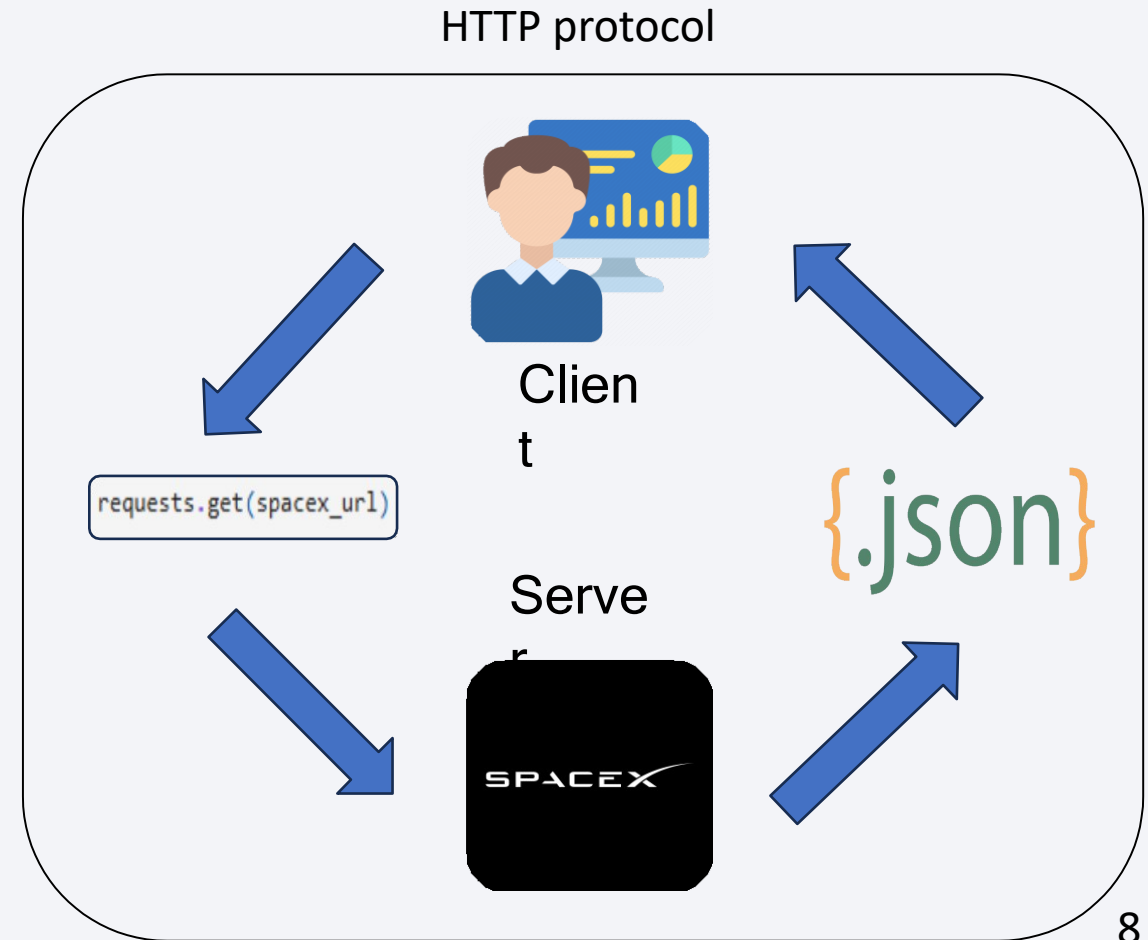 HTTP protocol
Clien
t
requests.get(spacex_url)
{.json}
Serve
r
SPACEX
8